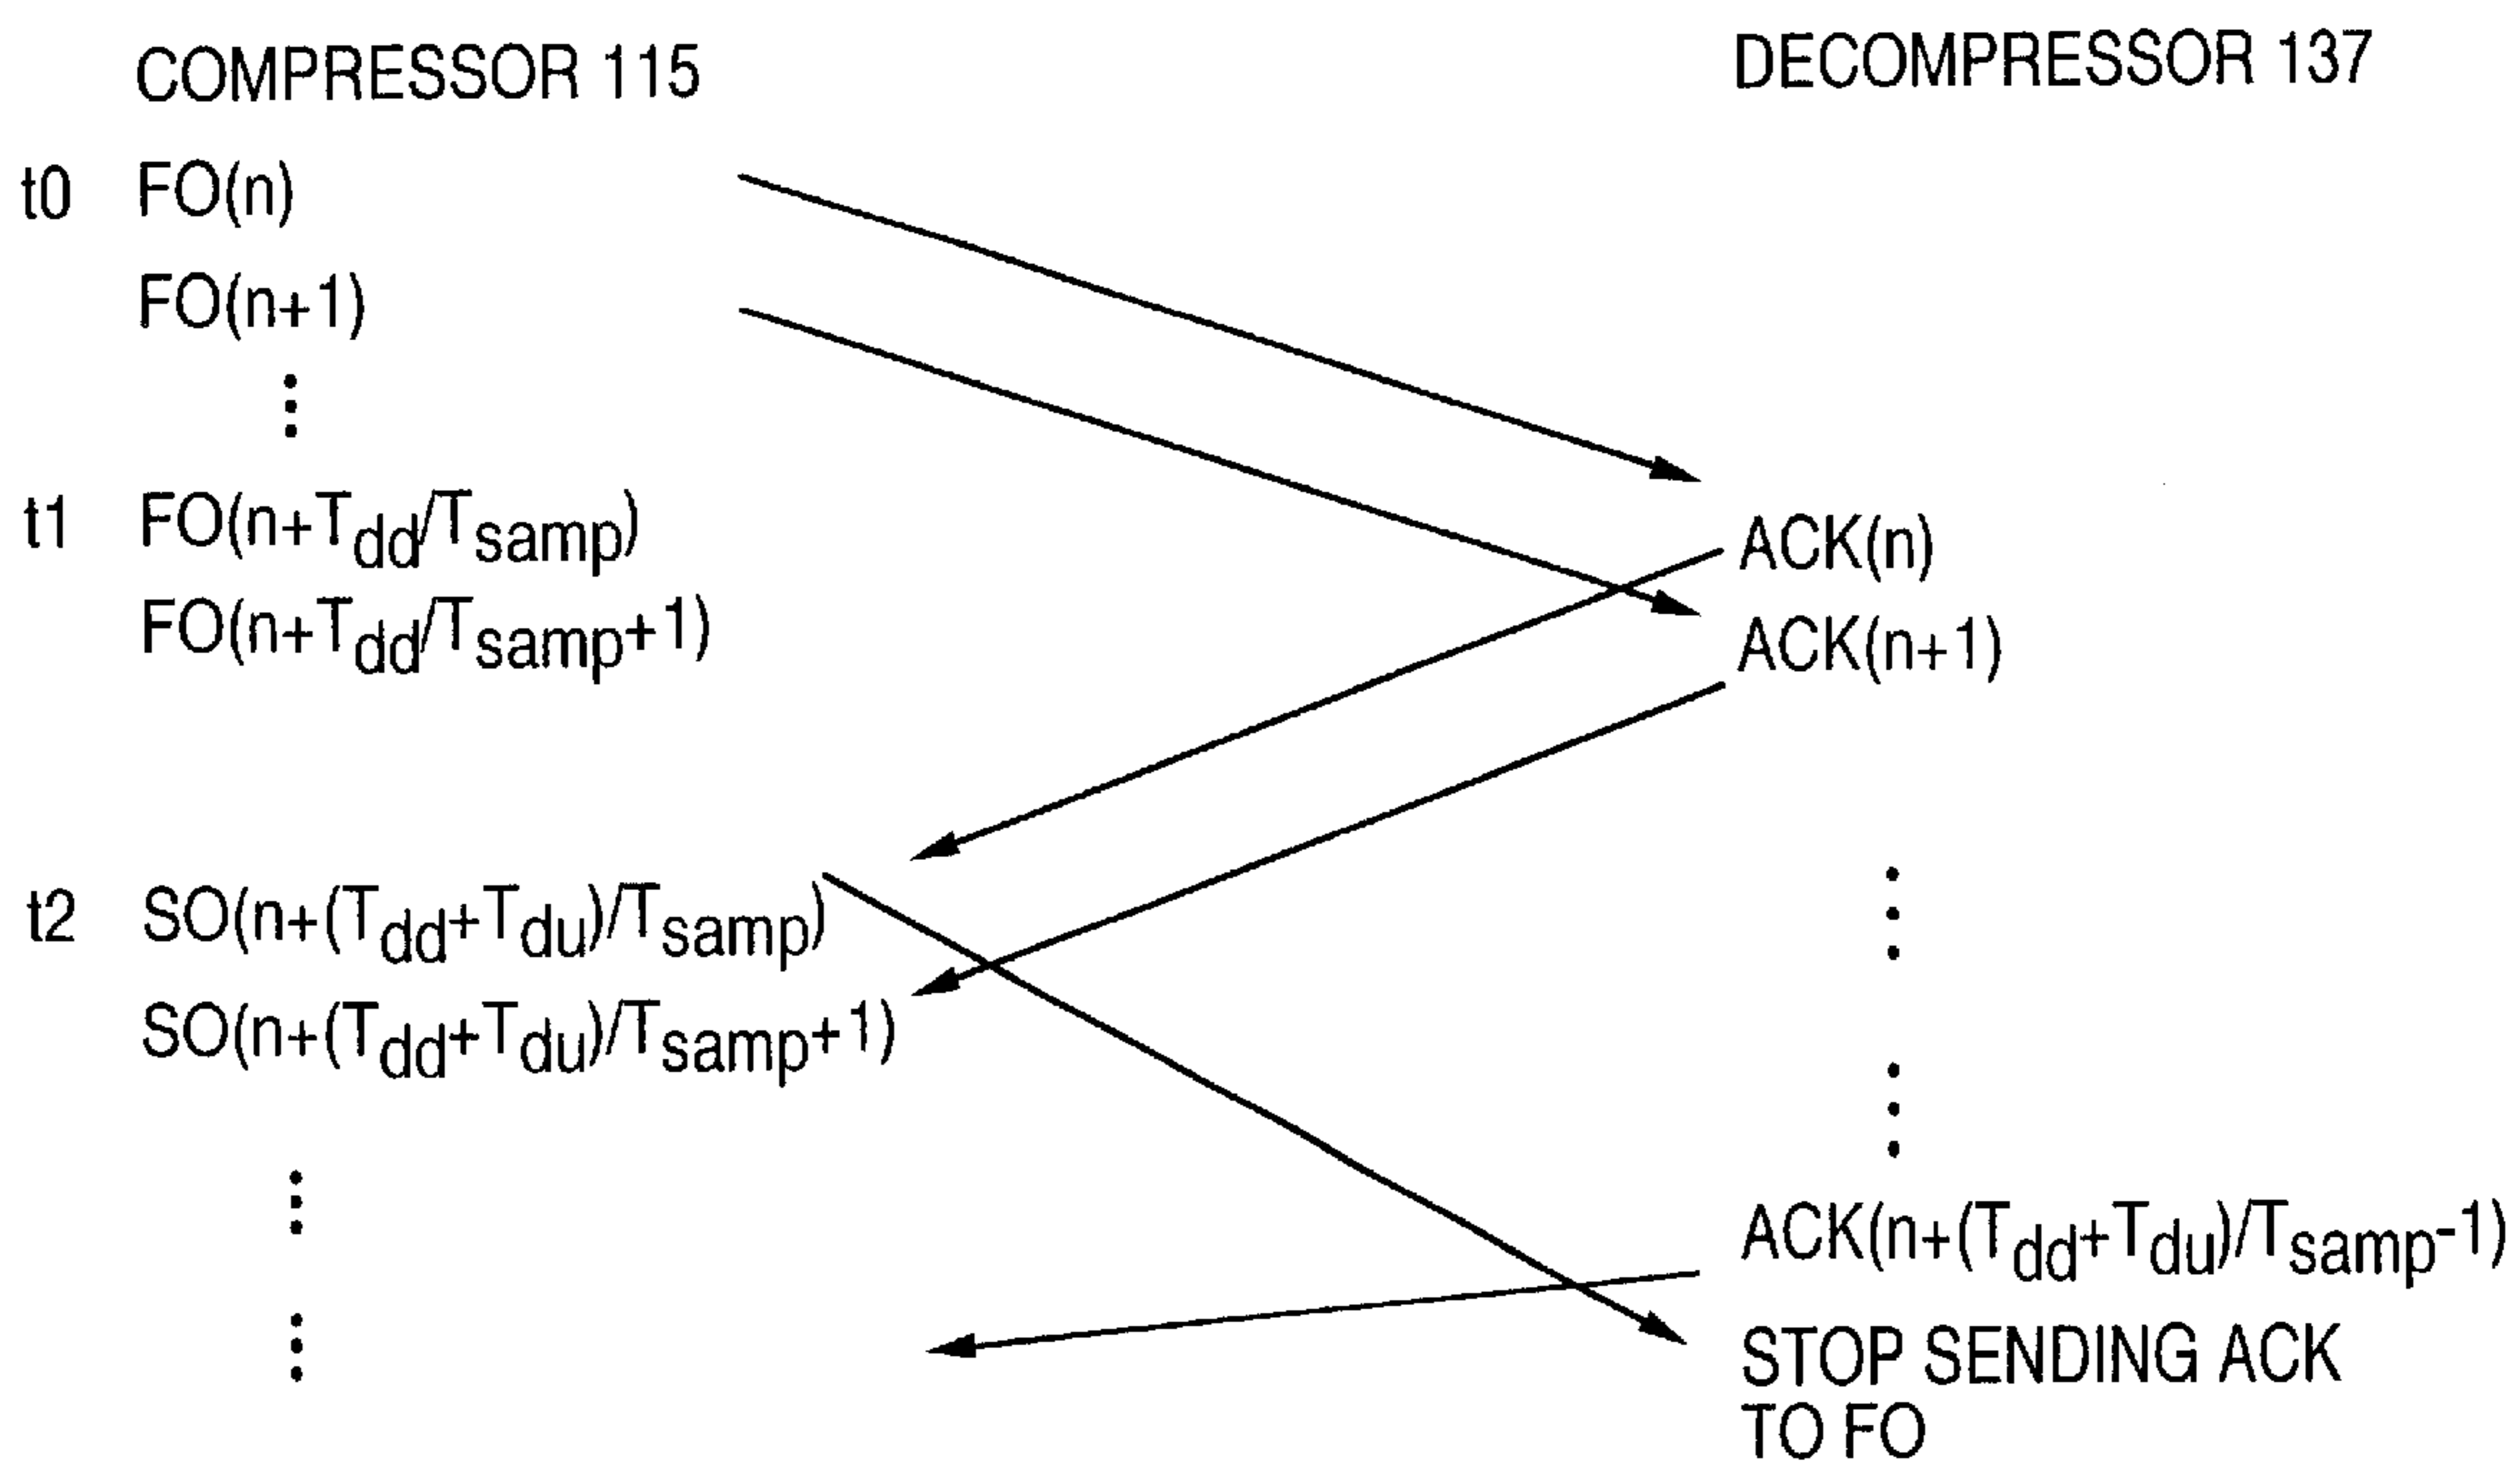 COMPRESSOR 115
DECOMPRESSOR 137
t0 FO(n)
FO(n+1)
t1 FO(n+Tdd/Tsamp)
ACK(n)
FO(n+Tdd/Tsamp+1)
ACK(n+1)
t2 SO(n+(Tdd+Tdu)/Tsamp)
SO(n+(Tdd+Tdu)/Tsamp+1)
ACK(n+(Tdd+Tdu)/Tsamp-1)
STOP SENDING ACK
TO FO